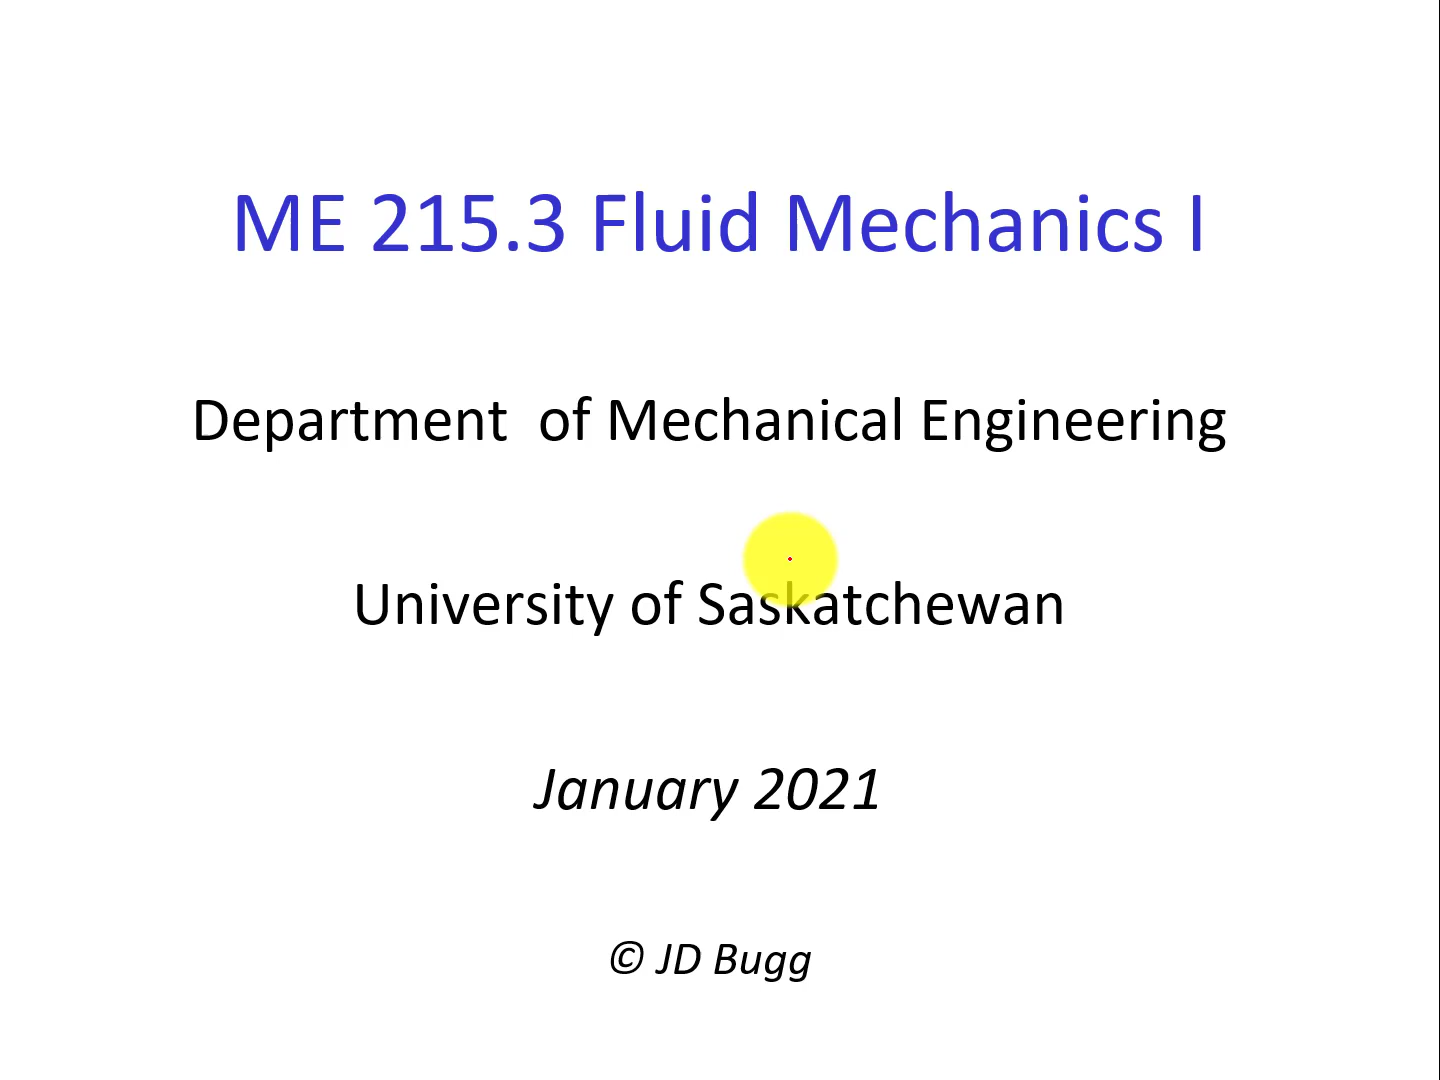 ME 215.3 Fluid Mechanics I
Department of Mechanical Engineering
University of Saskatchewan
January 2021
© JD Bugg